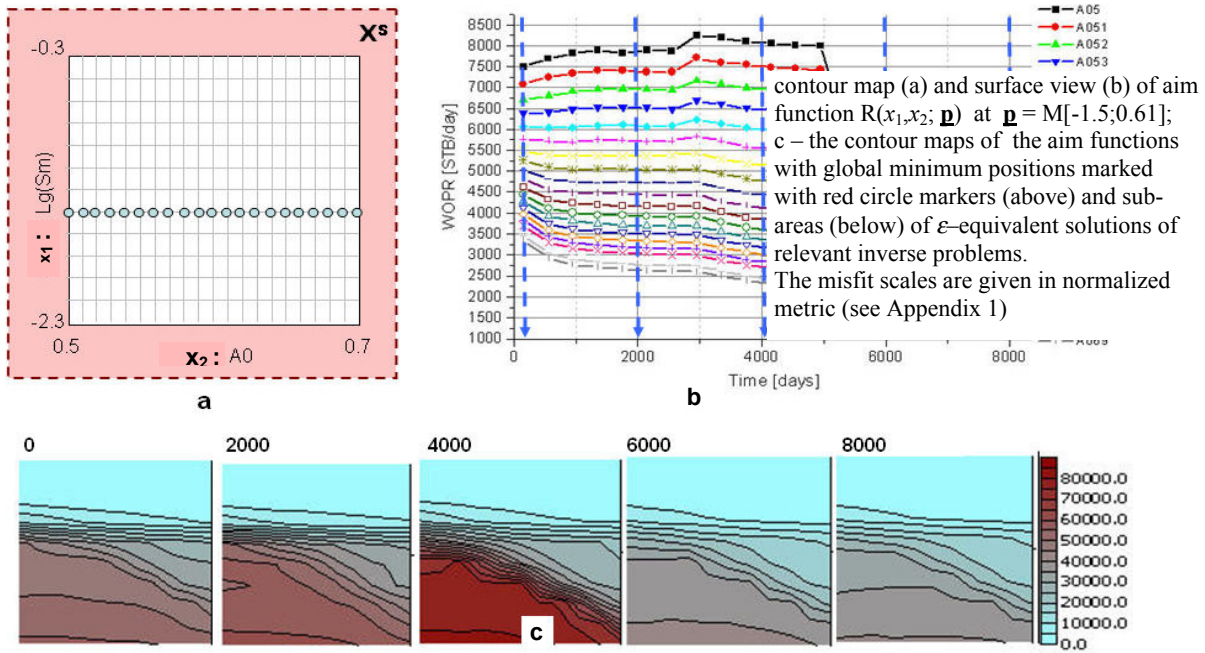 X^S
-0.3
x1 : Lg(Sm)
-2.3
0.5
0.7
x2 : A0
a
8500
8000
7500
7000
6500
6000
5500
5000
4500
4000
3500
3000
2500
2000
1500
1000
WOPR [STB/day]
0
2000
4000
6000
8000
Time [days]
A05
A051
A052
A053
contour map (a) and surface view (b) of aim
function R(x1,x2; p) at p = M[-1.5;0.61];
c – the contour maps of the aim functions
with global minimum positions marked
with red circle markers (above) and sub-
areas (below) of ε–equivalent solutions of
relevant inverse problems.
The misfit scales are given in normalized
metric (see Appendix 1)
b
0
2000
4000
6000
8000
80000.0
70000.0
60000.0
50000.0
40000.0
30000.0
20000.0
10000.0
0.0
c